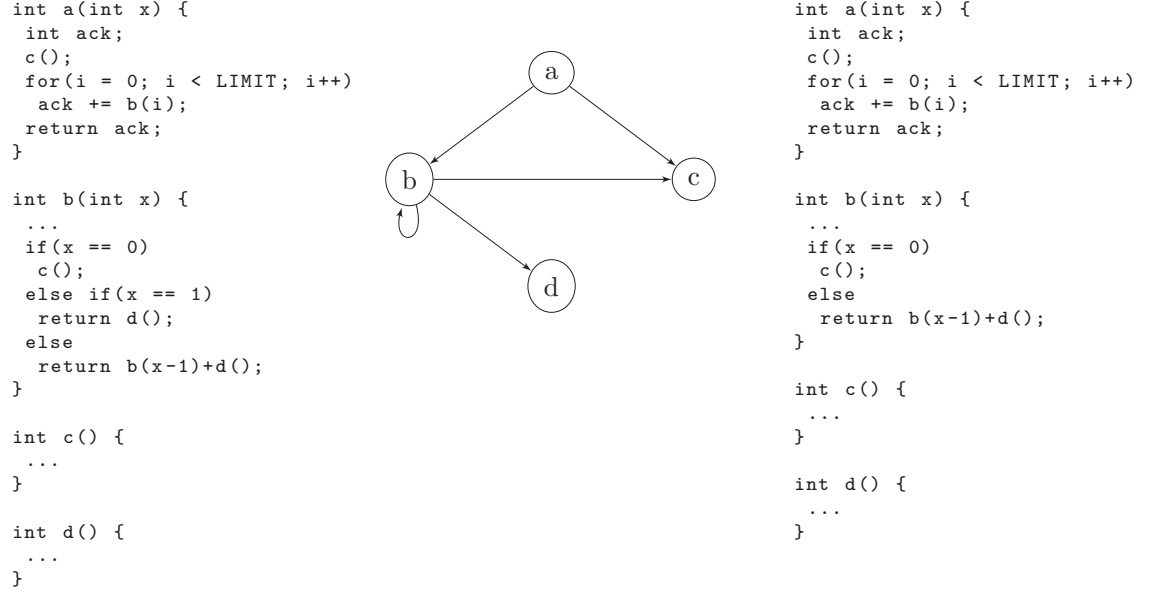 int a(int x) {
int ack;
c();
for(i = 0; i < LIMIT; i++)
ack += b(i);
return ack;
}
int b(int x) {
...
if(x == 0)
c();
else if(x == 1)
return d();
else
return b(x-1)+d();
}
int c() {
...
}
int d() {
...
}
a
b
c
d
int a(int x) {
int ack;
c();
for(i = 0; i < LIMIT; i++)
ack += b(i);
return ack;
}
int b(int x) {
...
if(x == 0)
c();
else
return b(x-1)+d();
}
int c() {
...
}
int d() {
...
}